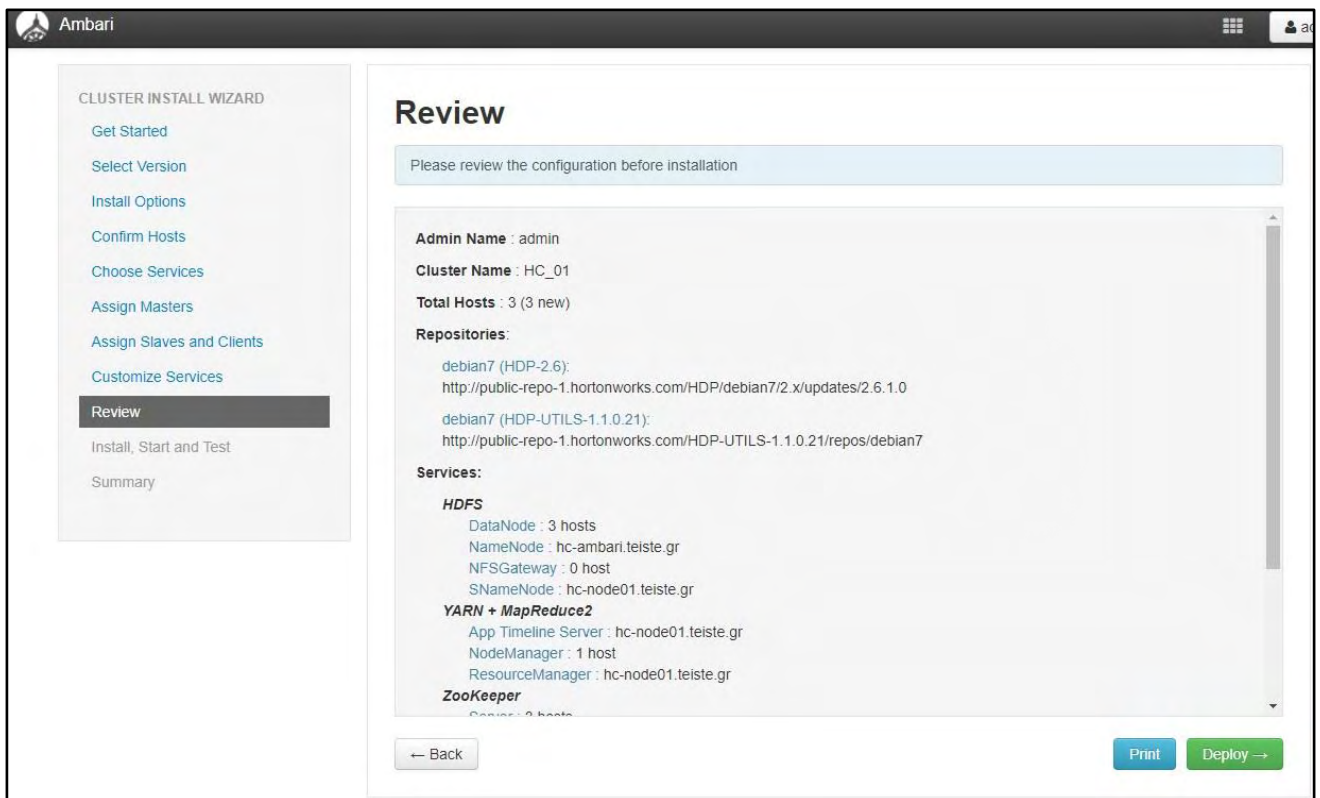 Ambari
CLUSTER INSTALL WIZARD
Get Started
Select Version
Install Options
Confirm Hosts
Choose Services
Assign Masters
Assign Slaves and Clients
Customize Services
Review
Install, Start and Test
Summary
Review
Please review the configuration before installation
Admin Name : admin
Cluster Name : HC_01
Total Hosts : 3 (3 new)
Repositories:
debian7 (HDP-2.6):
http://public-repo-1.hortonworks.com/HDP/debian7/2.x/updates/2.6.1.0
debian7 (HDP-UTILS-1.1.0.21):
http://public-repo-1.hortonworks.com/HDP-UTILS-1.1.0.21/repos/debian7
Services:
HDFS
DataNode : 3 hosts
NameNode : hc-ambari.teiste.gr
NFSGateway : 0 host
SNameNode : hc-node01.teiste.gr
YARN + MapReduce2
App Timeline Server : hc-node01.teiste.gr
NodeManager : 1 host
ResourceManager : hc-node01.teiste.gr
ZooKeeper
← Back
Print
Deploy →